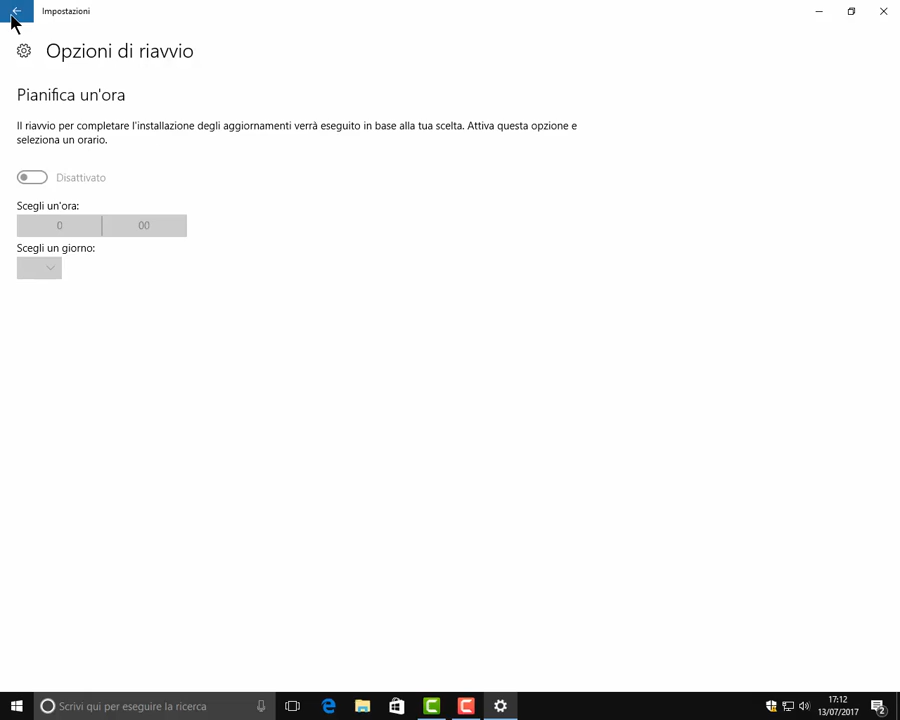 Impostazioni
Opzioni di riavvio
Pianifica un'ora
Il riavvio per completare l'installazione degli aggiornamenti verrà eseguito in base alla tua scelta. Attiva questa opzione e
seleziona un orario.
Disattivato
Scegli un'ora:
0 00
Scegli un giorno:
Scrivi qui per eseguire la ricerca
17:12
13/07/2017
2